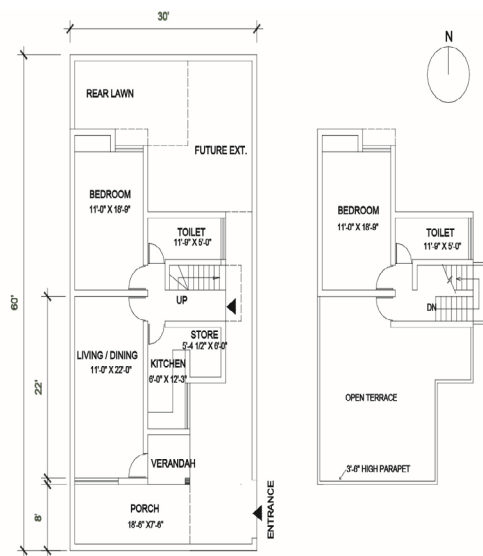 30'
N
REAR LAWN
FUTURE EXT.
BEDROOM
11'-0" X 18'-9"
TOILET
11'-9" X 5'-0"
UP
60'
22'
8'
STORE
5'-4 1/2" X 6'-0"
LIVING / DINING
11'-0" X 22'-0"
KITCHEN
6'-0" X 12'-3"
VERANDAH
PORCH
18'-6" X7'-6"
ENTRANCE
BEDROOM
11'-0" X 18'-9"
TOILET
11'-9" X 5'-0"
DN
OPEN TERRACE
3'-6" HIGH PARAPET